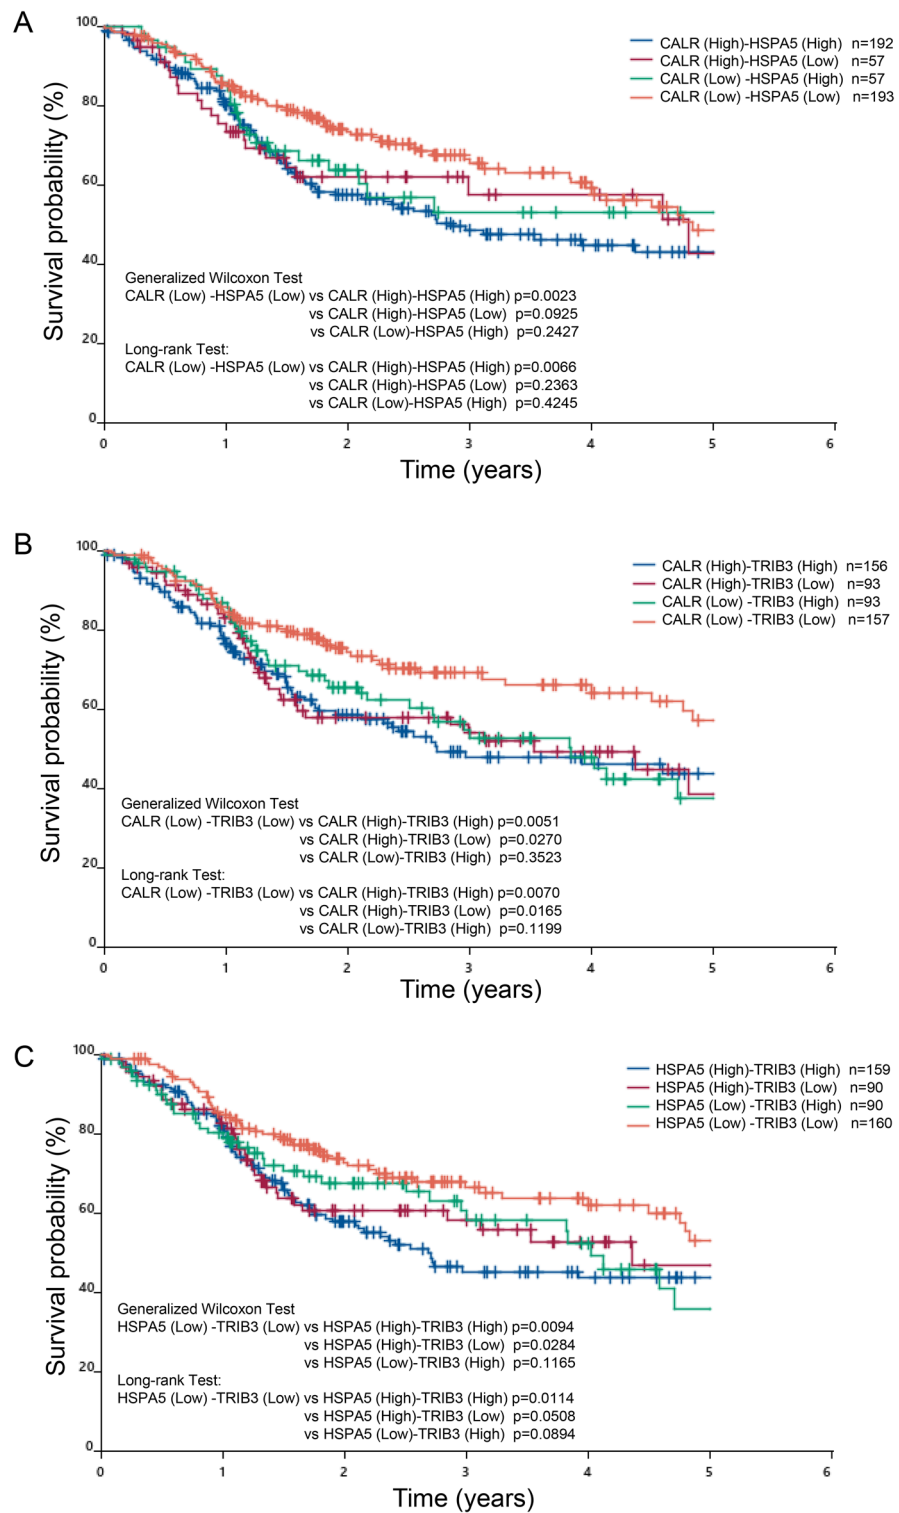 A
100
80
60
40
20
0
0 1 2 3 4 5 6
Survival probability (%)
Time (years)
CALR (High)-HSPA5 (High) n=192
CALR (High)-HSPA5 (Low) n=57
CALR (Low) -HSPA5 (High) n=57
CALR (Low) -HSPA5 (Low) n=193
Generalized Wilcoxon Test
CALR (Low) -HSPA5 (Low) vs CALR (High)-HSPA5 (High) p=0.0023
vs CALR (High)-HSPA5 (Low) p=0.0925
vs CALR (Low)-HSPA5 (High) p=0.2427
Long-rank Test:
CALR (Low) -HSPA5 (Low) vs CALR (High)-HSPA5 (High) p=0.0066
vs CALR (High)-HSPA5 (Low) p=0.2363
vs CALR (Low)-HSPA5 (High) p=0.4245
B
100
80
60
40
20
0
0 1 2 3 4 5 6
Survival probability (%)
Time (years)
CALR (High)-TRIB3 (High) n=156
CALR (High)-TRIB3 (Low) n=93
CALR (Low) -TRIB3 (High) n=93
CALR (Low) -TRIB3 (Low) n=157
Generalized Wilcoxon Test
CALR (Low) -TRIB3 (Low) vs CALR (High)-TRIB3 (High) p=0.0051
vs CALR (High)-TRIB3 (Low) p=0.0270
vs CALR (Low)-TRIB3 (High) p=0.3523
Long-rank Test:
CALR (Low) -TRIB3 (Low) vs CALR (High)-TRIB3 (High) p=0.0070
vs CALR (High)-TRIB3 (Low) p=0.0165
vs CALR (Low)-TRIB3 (High) p=0.1199
C
100
80
60
40
20
0
0 1 2 3 4 5 6
Survival probability (%)
Time (years)
HSPA5 (High)-TRIB3 (High) n=159
HSPA5 (High)-TRIB3 (Low) n=90
HSPA5 (Low) -TRIB3 (High) n=90
HSPA5 (Low) -TRIB3 (Low) n=160
Generalized Wilcoxon Test
HSPA5 (Low) -TRIB3 (Low) vs HSPA5 (High)-TRIB3 (High) p=0.0094
vs HSPA5 (High)-TRIB3 (Low) p=0.0284
vs HSPA5 (Low)-TRIB3 (High) p=0.1165
Long-rank Test:
HSPA5 (Low) -TRIB3 (Low) vs HSPA5 (High)-TRIB3 (High) p=0.0114
vs HSPA5 (High)-TRIB3 (Low) p=0.0508
vs HSPA5 (Low)-TRIB3 (High) p=0.0894